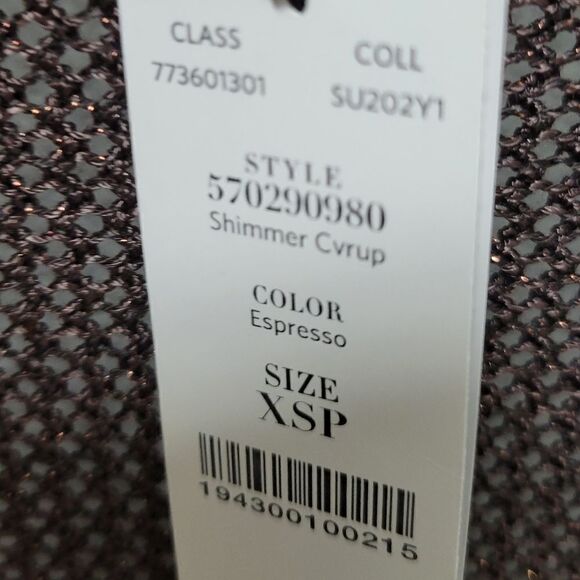 CLASS COLL
773601301 SU202Y1
STYLE
570290980
Shimmer Cvrup
COLOR
Espresso
SIZE
XSP
194300100215